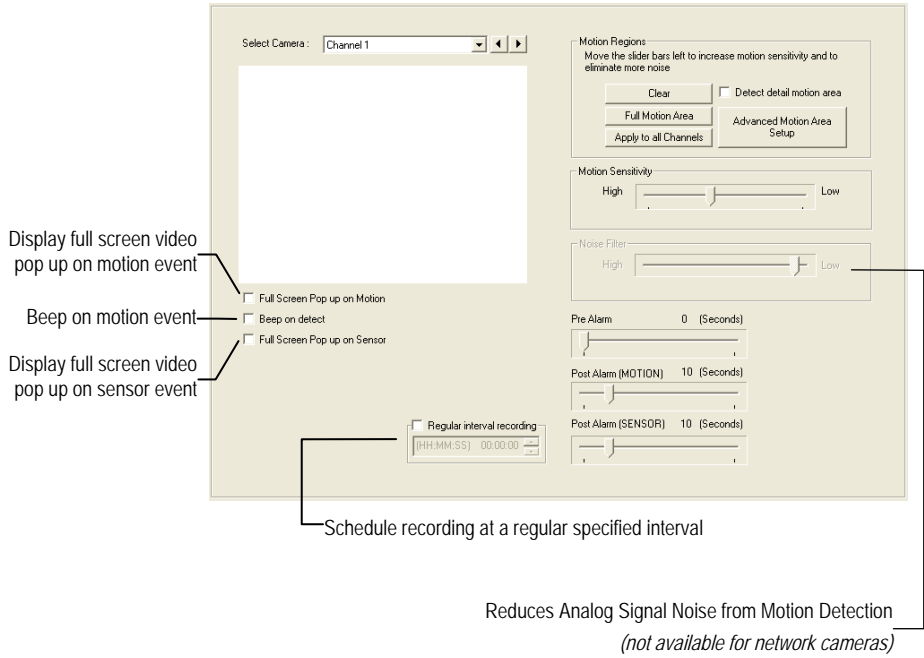 Select Camera :
Channel 1
Motion Regions
Move the slider bars left to increase motion sensitivity and to
eliminate more noise
Clear
Detect detail motion area
Full Motion Area
Advanced Motion Area
Setup
Apply to all Channels
Motion Sensitivity
High
Low
Noise Filter
High
Low
Display full screen video
pop up on motion event
Full Screen Pop up on Motion
Beep on motion event
Beep on detect
Display full screen video
pop up on sensor event
Full Screen Pop up on Sensor
Pre Alarm 0 (Seconds)
Post Alarm (MOTION) 10 (Seconds)
Regular interval recording
(HH:MM:SS) 00:00:00
Post Alarm (SENSOR) 10 (Seconds)
Schedule recording at a regular specified interval
Reduces Analog Signal Noise from Motion Detection
(not available for network cameras)